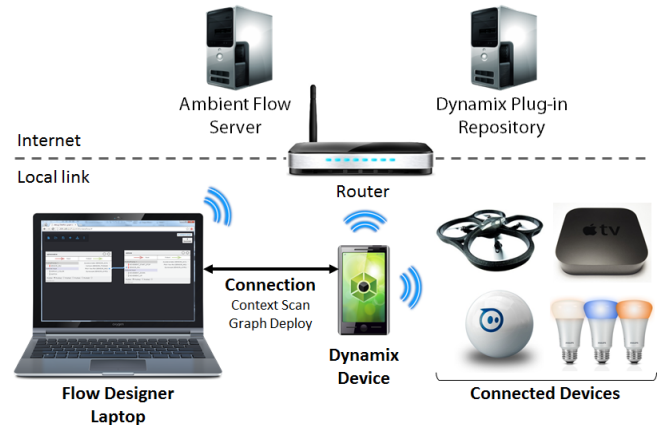 Ambient Flow
Server
Dynamix Plug-in
Repository
Internet
Local link
Router
tv
Connection
Context Scan
Graph Deploy
Dynamix
Device
Flow Designer
Laptop
Connected Devices